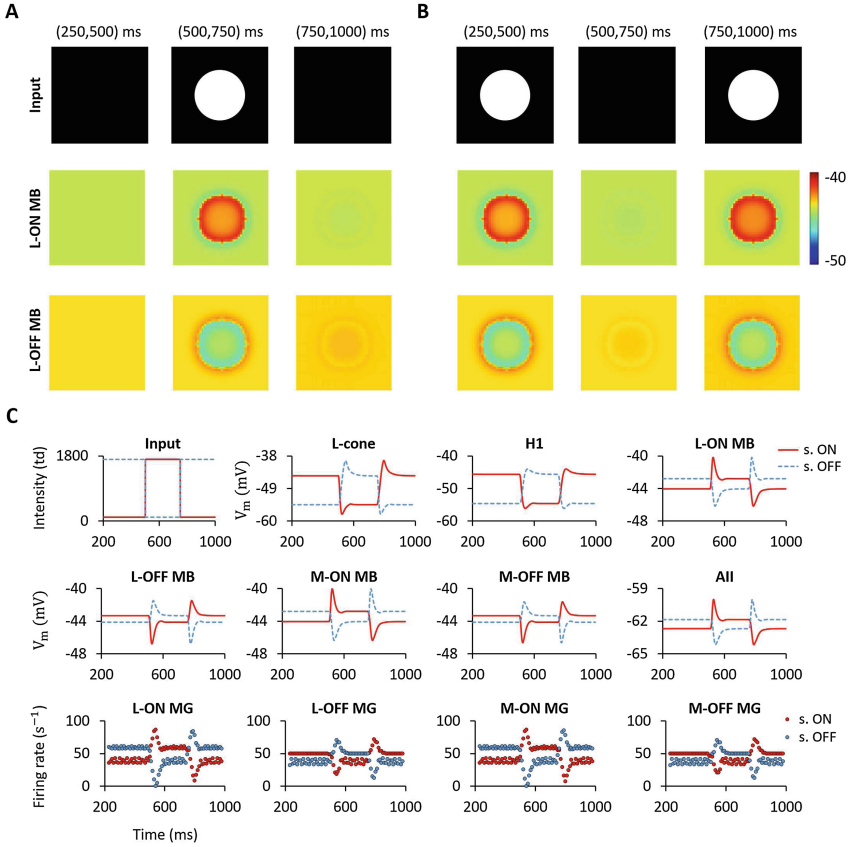 A
B
(250,500) ms
(500,750) ms
(750,1000) ms
(250,500) ms
(500,750) ms
(750,1000) ms
Input
L-ON MB
-40
-50
L-OFF MB
C
Input
L-cone
H1
L-ON MB
Intensity (td)
1800
0
200
600
1000
Vm (mV)
-38
-49
-60
200
600
1000
-40
-50
-60
200
600
1000
-40
-44
-48
200
600
1000
s. ON
s. OFF
L-OFF MB
M-ON MB
M-OFF MB
AII
Vm (mV)
-40
-44
-48
200
600
1000
-40
-44
-48
200
600
1000
-40
-44
-48
200
600
1000
-59
-62
-65
200
600
1000
L-ON MG
L-OFF MG
M-ON MG
M-OFF MG
Firing rate (s⁻¹)
100
50
0
200
600
1000
100
50
0
200
600
1000
100
50
0
200
600
1000
100
50
0
200
600
1000
s. ON
s. OFF
Time (ms)